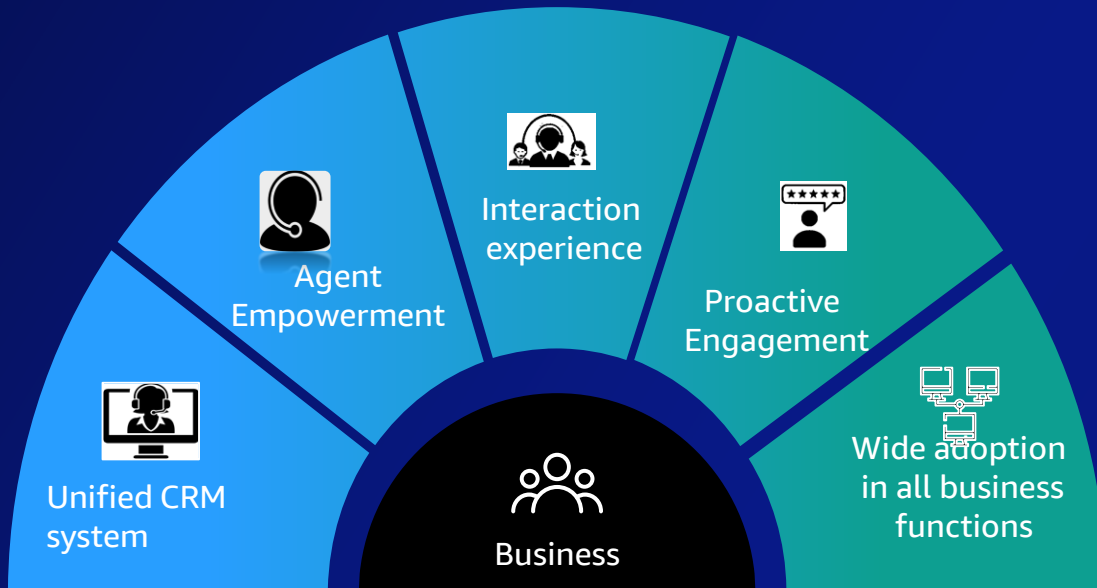 Unified CRM
system
Agent
Empowerment
Interaction
experience
Proactive
Engagement
Wide adoption
in all business
functions
Business